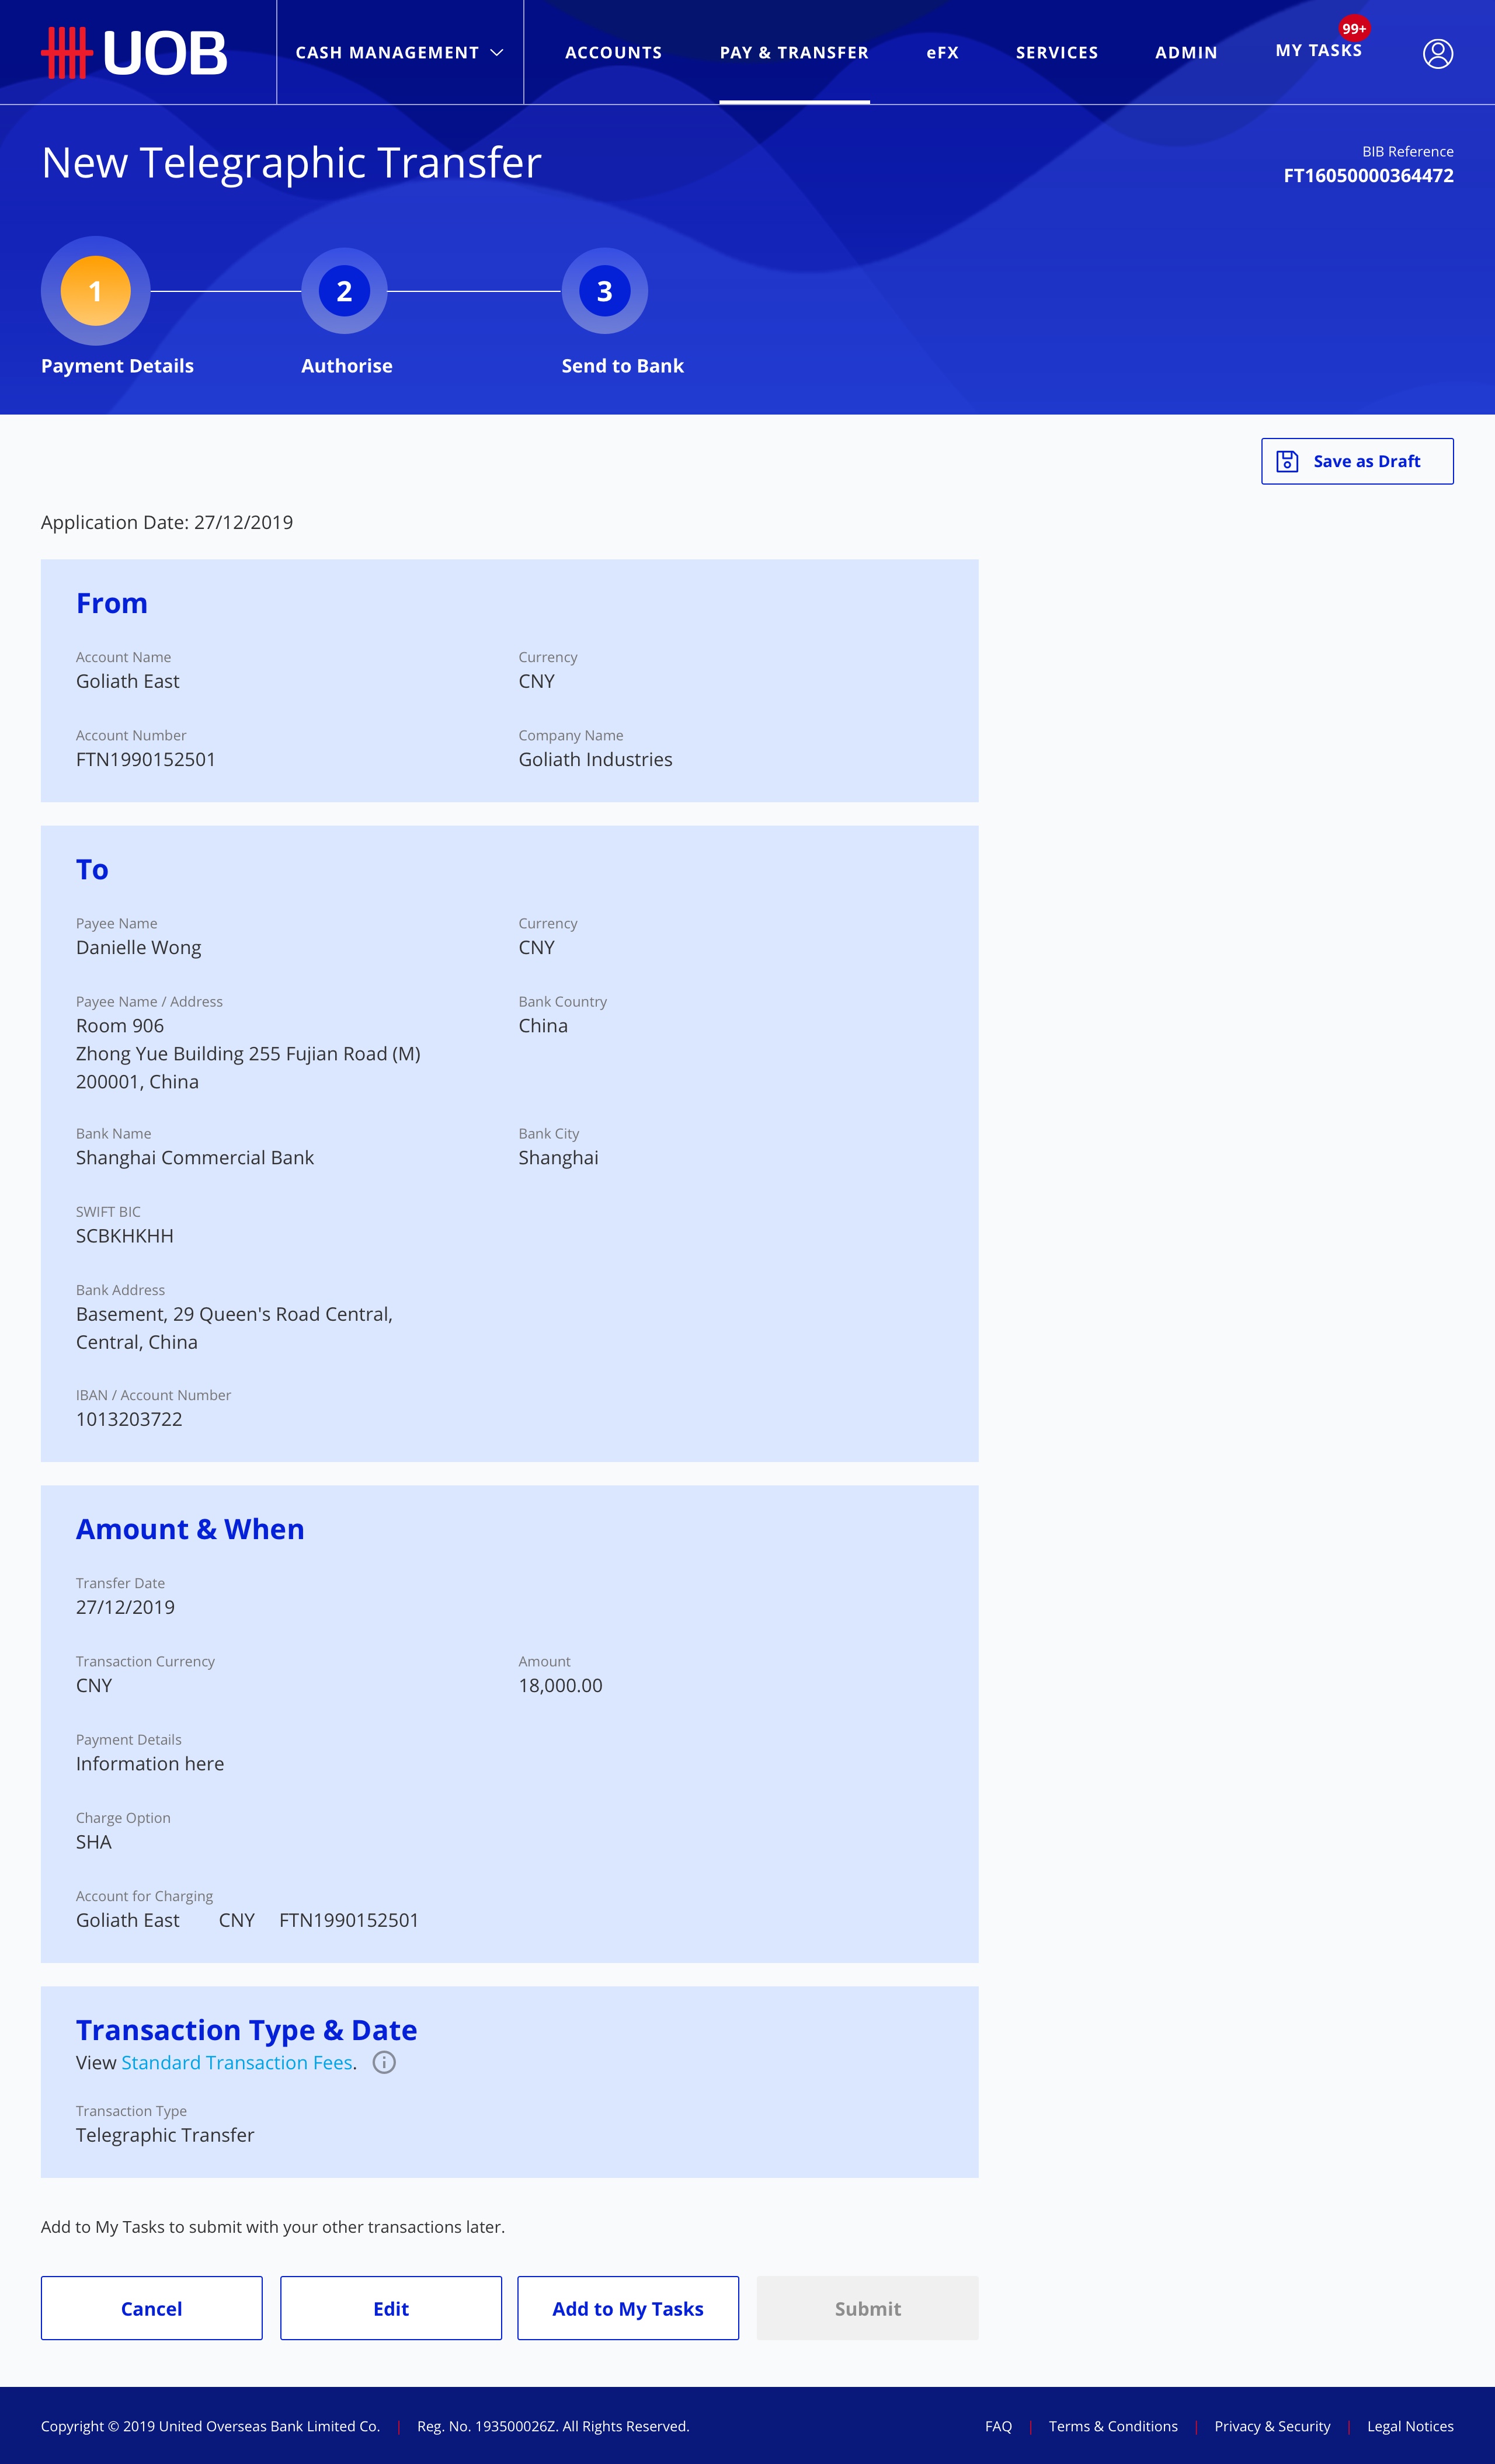 UOB
CASH MANAGEMENT
ACCOUNTS
PAY & TRANSFER
eFX
SERVICES
ADMIN
MY TASKS
99+
New Telegraphic Transfer
BIB Reference
FT16050000364472
1
2
3
Payment Details
Authorise
Send to Bank
Save as Draft
Application Date: 27/12/2019
From
Account Name
Currency
Goliath East
CNY
Account Number
Company Name
FTN1990152501
Goliath Industries
To
Payee Name
Currency
Danielle Wong
CNY
Payee Name / Address
Bank Country
Room 906
China
Zhong Yue Building 255 Fujian Road (M)
200001, China
Bank Name
Bank City
Shanghai Commercial Bank
Shanghai
SWIFT BIC
SCBKHKHH
Bank Address
Basement, 29 Queen's Road Central,
Central, China
IBAN / Account Number
1013203722
Amount & When
Transfer Date
27/12/2019
Transaction Currency
Amount
CNY
18,000.00
Payment Details
Information here
Charge Option
SHA
Account for Charging
Goliath East CNY FTN1990152501
Transaction Type & Date
View Standard Transaction Fees.
Transaction Type
Telegraphic Transfer
Add to My Tasks to submit with your other transactions later.
Cancel
Edit
Add to My Tasks
Submit
Copyright © 2019 United Overseas Bank Limited Co. | Reg. No. 193500026Z. All Rights Reserved.
FAQ | Terms & Conditions | Privacy & Security | Legal Notices